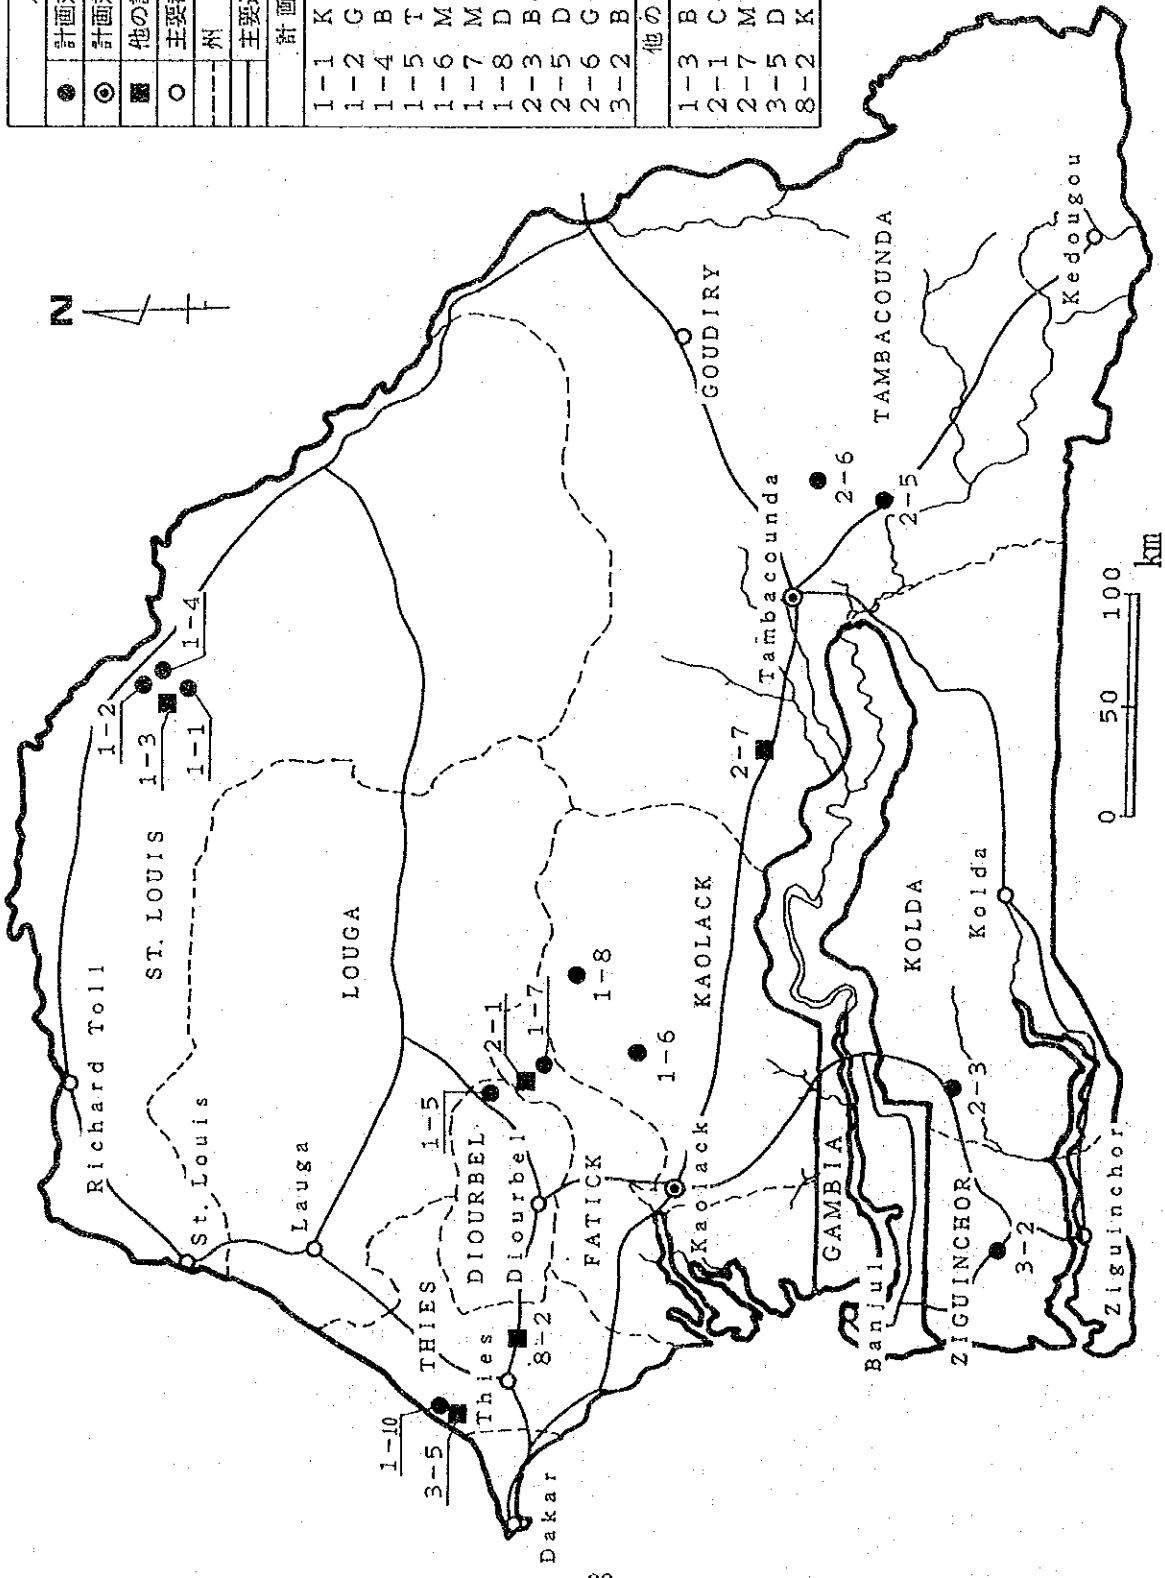 N
計画
計画
他の
主要
州
主要
計画
1-1 K
1-2 G
1-4 B
1-5 T
1-6 M
1-7 M
1-8 D
2-3 B
2-5 D
2-6 G
3-2 B
他の
1-3 B
2-1 C
2-7 M
3-5 D
8-2 K
Richard Toll
St. Louis
ST. LOUIS
1-2
1-3
1-1
1-4
Lauga
LOUGA
1-10
3-5
THIES
Thies
8-2
Dakar
DIOURBEL
Diourbel
1-5
2-1
1-7
1-8
1-6
FATICK
Kaolack
KAOLACK
2-7
Tambacounda
GOUDIRY
TAMBACOUNDA
2-6
2-5
Kedougou
GAMBIA
Banjul
ZIGUINCHOR
3-2
Ziguinchor
2-3
KOLDA
Kolda
0 50 100
km